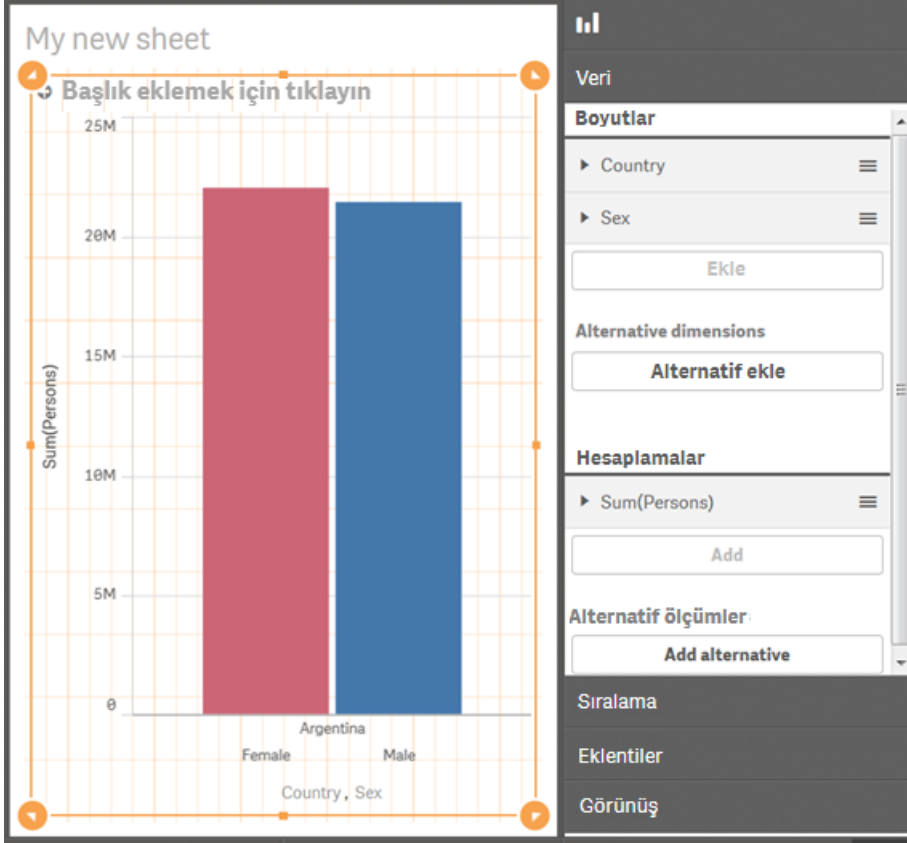 My new sheet
Başlık eklemek için tıklayın
25M
20M
15M
10M
5M
0
Sum(Persons)
Argentina
Female Male
Country, Sex
Veri
Boyutlar
Country
Sex
Ekle
Alternative dimensions
Alternatif ekle
Hesaplamalar
Sum(Persons)
Add
Alternatif ölçümler
Add alternative
Sıralama
Eklentiler
Görünüş